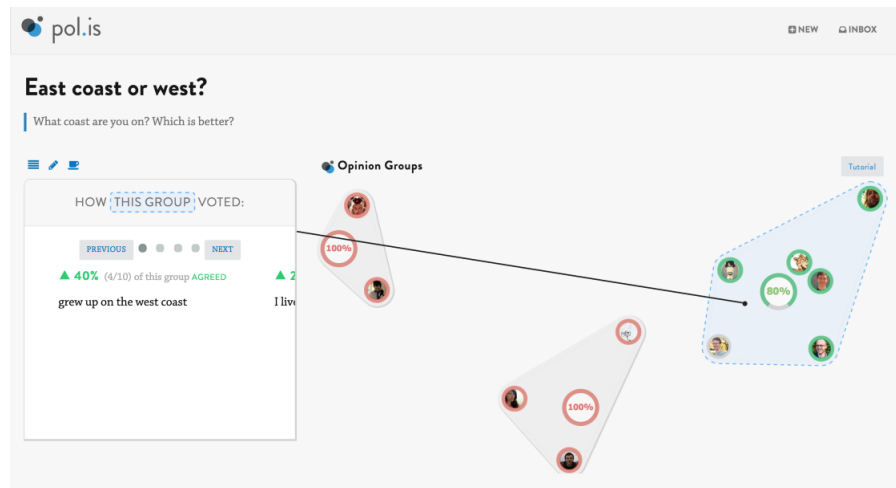 pol.is
NEW INBOX
East coast or west?
What coast are you on? Which is better?
Opinion Groups
Tutorial
HOW THIS GROUP VOTED:
PREVIOUS NEXT
▲ 40% (4/10) of this group AGREED ▲ 2
grew up on the west coast I live
100%
80%
100%